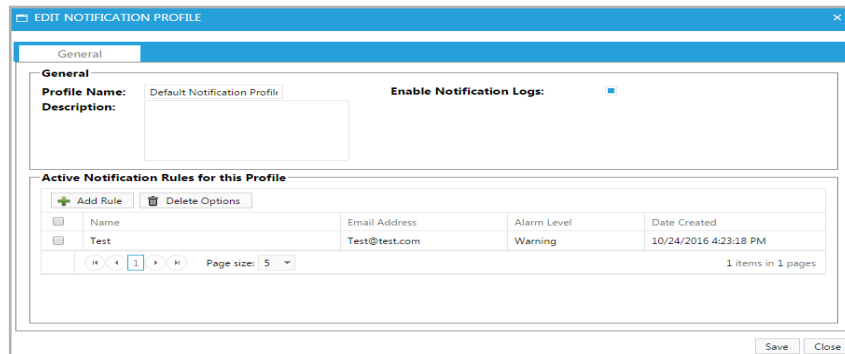 EDIT NOTIFICATION PROFILE
General
General
Profile Name: Default Notification Profile Enable Notification Logs:
Description:
Active Notification Rules for this Profile
Add Rule Delete Options
Name Email Address Alarm Level Date Created
Test Test@test.com Warning 10/24/2016 4:23:18 PM
1 Page size: 5 1 items in 1 pages
Save Close